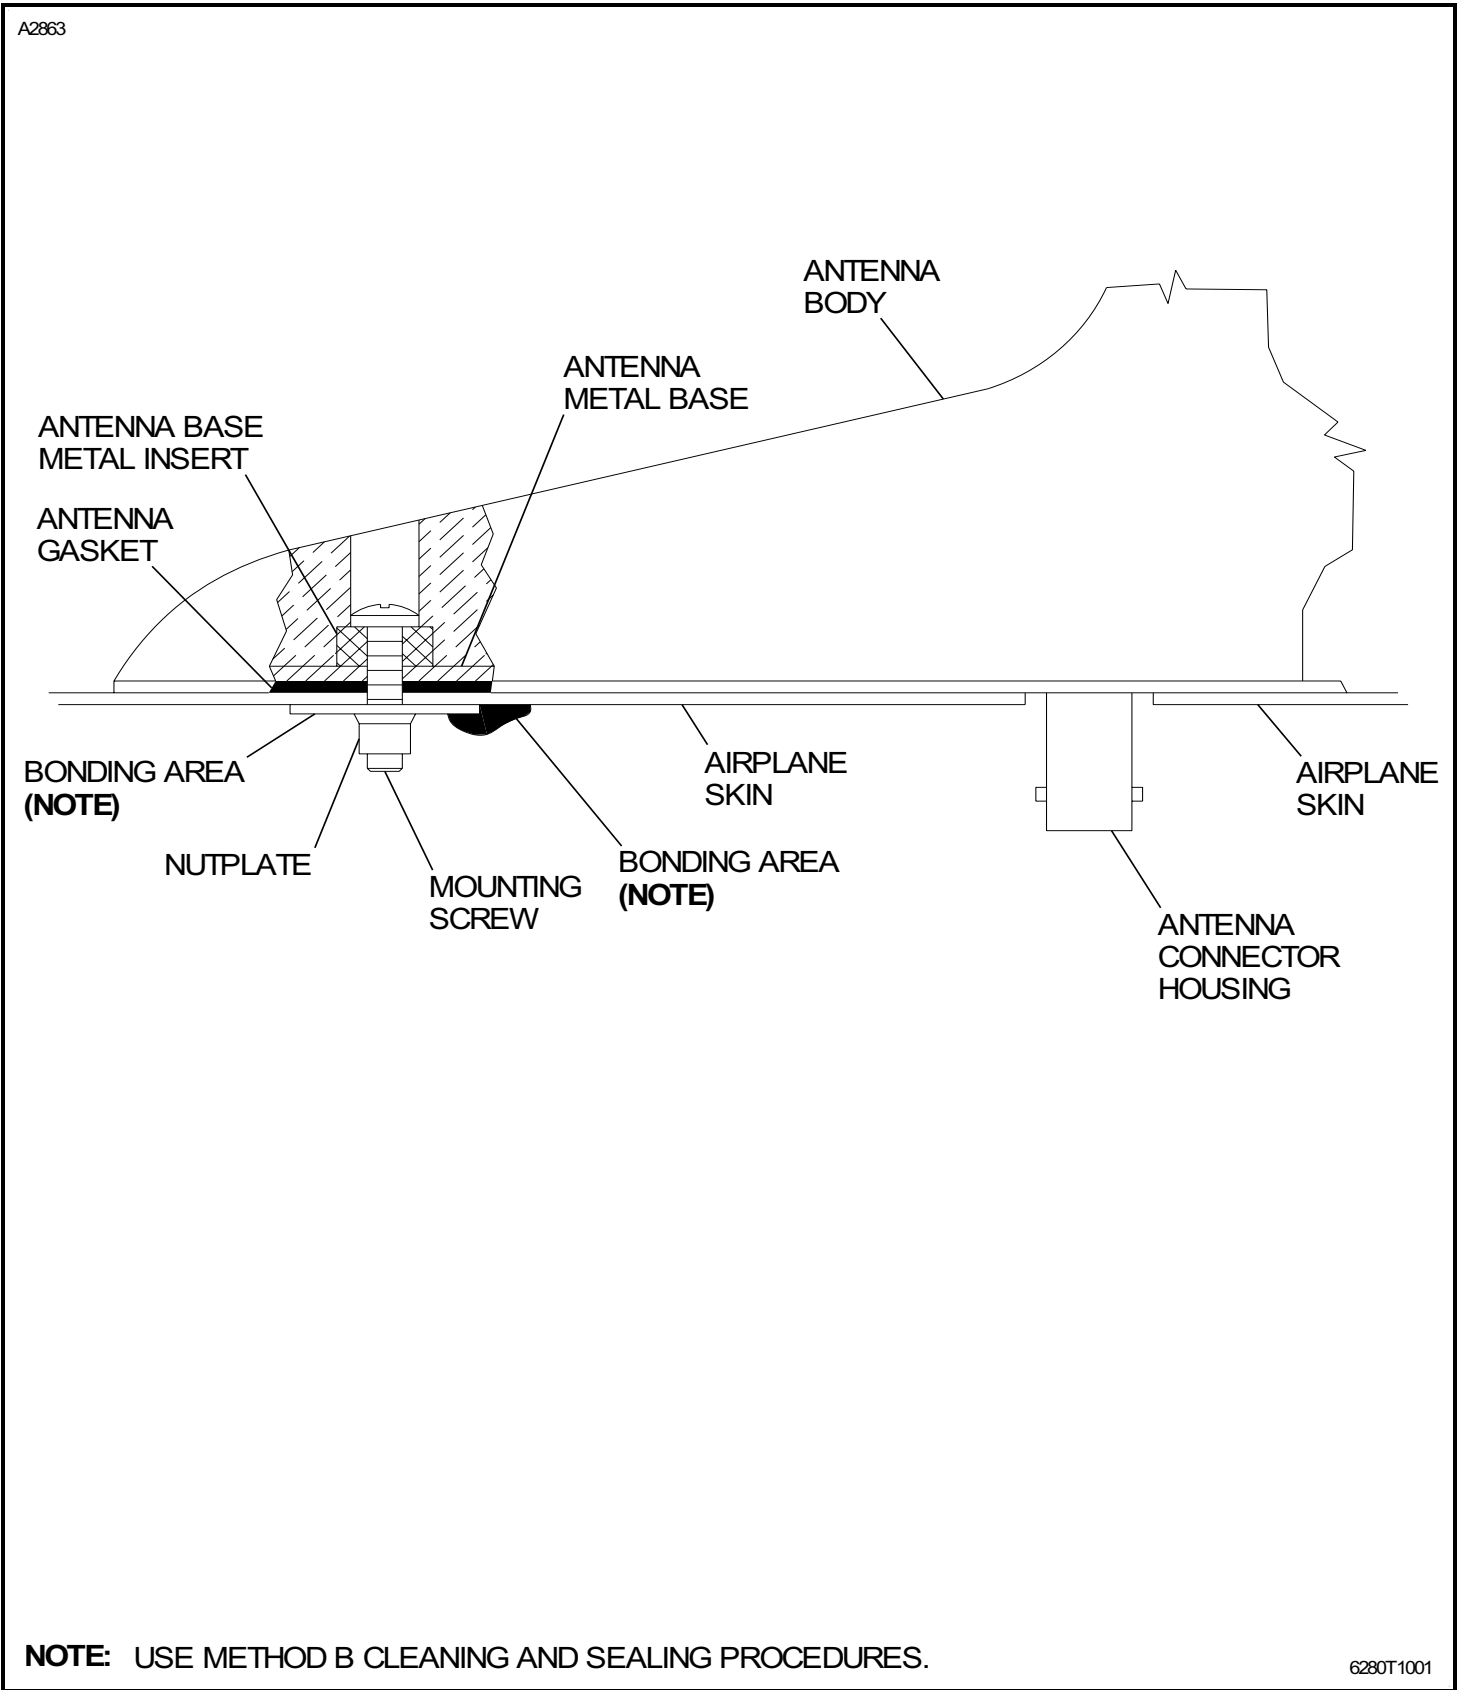 A2863
ANTENNA
BODY
ANTENNA
METAL BASE
ANTENNA BASE
METAL INSERT
ANTENNA
GASKET
BONDING AREA
(NOTE)
NUTPLATE
MOUNTING
SCREW
BONDING AREA
(NOTE)
AIRPLANE
SKIN
AIRPLANE
SKIN
ANTENNA
CONNECTOR
HOUSING
NOTE: USE METHOD B CLEANING AND SEALING PROCEDURES.
6280T1001